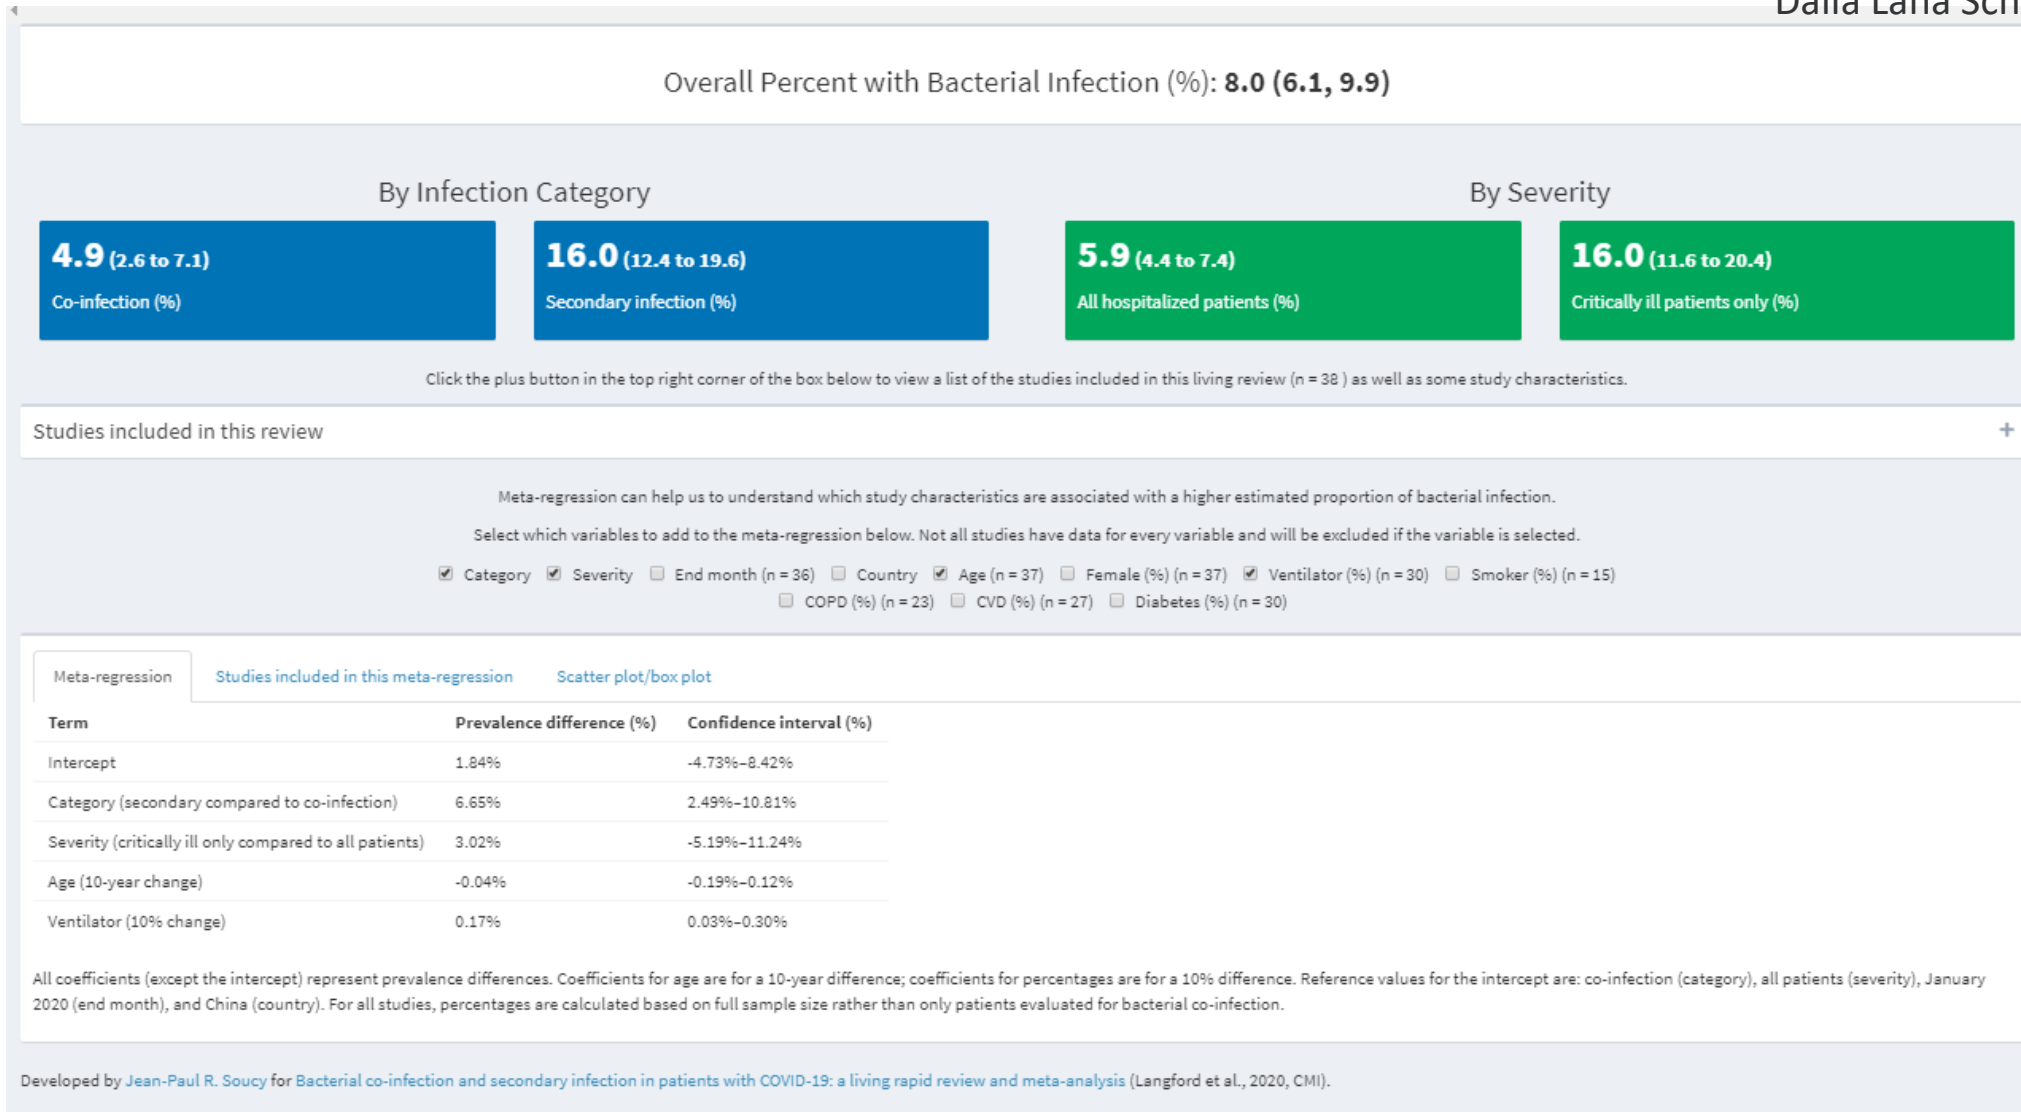 Dalla Lana Sch
Overall Percent with Bacterial Infection (%): 8.0 (6.1, 9.9)
By Infection Category
By Severity
4.9 (2.6 to 7.1)
Co-infection (%)
16.0 (12.4 to 19.6)
Secondary infection (%)
5.9 (4.4 to 7.4)
All hospitalized patients (%)
16.0 (11.6 to 20.4)
Critically ill patients only (%)
Click the plus button in the top right corner of the box below to view a list of the studies included in this living review (n = 38 ) as well as some study characteristics.
Studies included in this review +
Meta-regression can help us to understand which study characteristics are associated with a higher estimated proportion of bacterial infection.
Select which variables to add to the meta-regression below. Not all studies have data for every variable and will be excluded if the variable is selected.
Category Severity End month (n = 36) Country Age (n = 37) Female (%) (n = 37) Ventilator (%) (n = 30) Smoker (%) (n = 15)
COPD (%) (n = 23) CVD (%) (n = 27) Diabetes (%) (n = 30)
Meta-regression Studies included in this meta-regression Scatter plot/box plot
Term Prevalence difference (%) Confidence interval (%)
Intercept 1.84% -4.73%–8.42%
Category (secondary compared to co-infection) 6.65% 2.49%–10.81%
Severity (critically ill only compared to all patients) 3.02% -5.19%–11.24%
Age (10-year change) -0.04% -0.19%–0.12%
Ventilator (10% change) 0.17% 0.03%–0.30%
All coefficients (except the intercept) represent prevalence differences. Coefficients for age are for a 10-year difference; coefficients for percentages are for a 10% difference. Reference values for the intercept are: co-infection (category), all patients (severity), January
2020 (end month), and China (country). For all studies, percentages are calculated based on full sample size rather than only patients evaluated for bacterial co-infection.
Developed by Jean-Paul R. Soucy for Bacterial co-infection and secondary infection in patients with COVID-19: a living rapid review and meta-analysis (Langford et al., 2020, CMI).